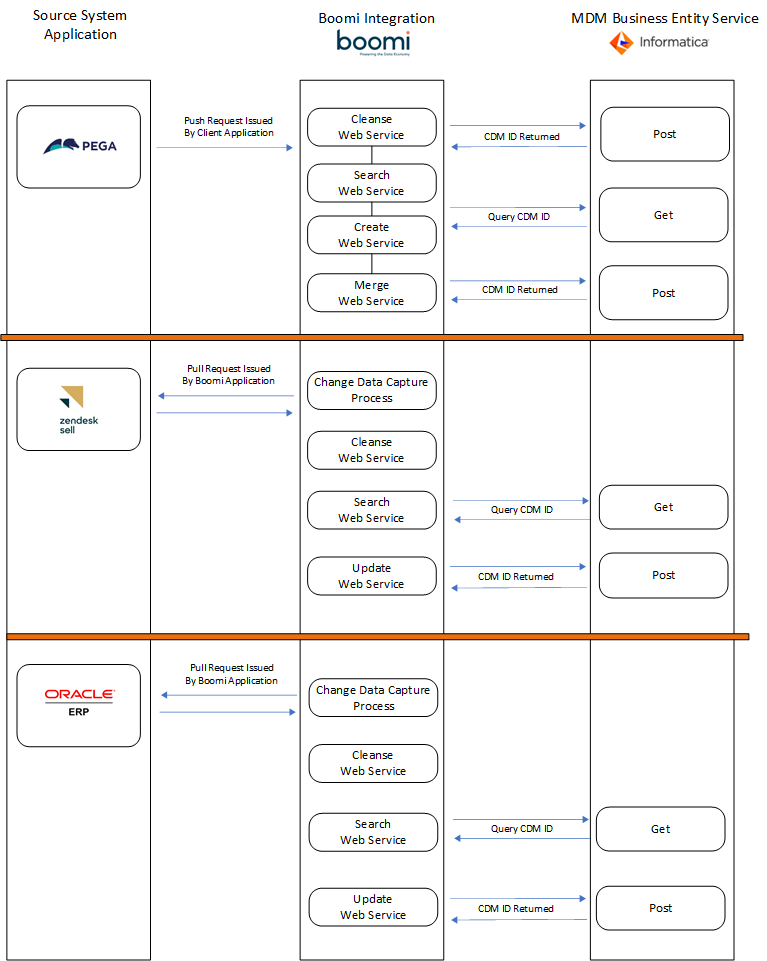 Source System
Application
Boomi Integration
boomi
Powering the Data Economy
MDM Business Entity Service
Informatica
PEGA
Push Request Issued
By Client Application
Cleanse
Web Service
CDM ID Returned
Post
Search
Web Service
Create
Web Service
Query CDM ID
Get
Merge
Web Service
CDM ID Returned
Post
zendesk
sell
Pull Request Issued
By Boomi Application
Change Data Capture
Process
Cleanse
Web Service
Search
Web Service
Query CDM ID
Get
Update
Web Service
CDM ID Returned
Post
ORACLE
ERP
Pull Request Issued
By Boomi Application
Change Data Capture
Process
Cleanse
Web Service
Search
Web Service
Query CDM ID
Get
Update
Web Service
CDM ID Returned
Post